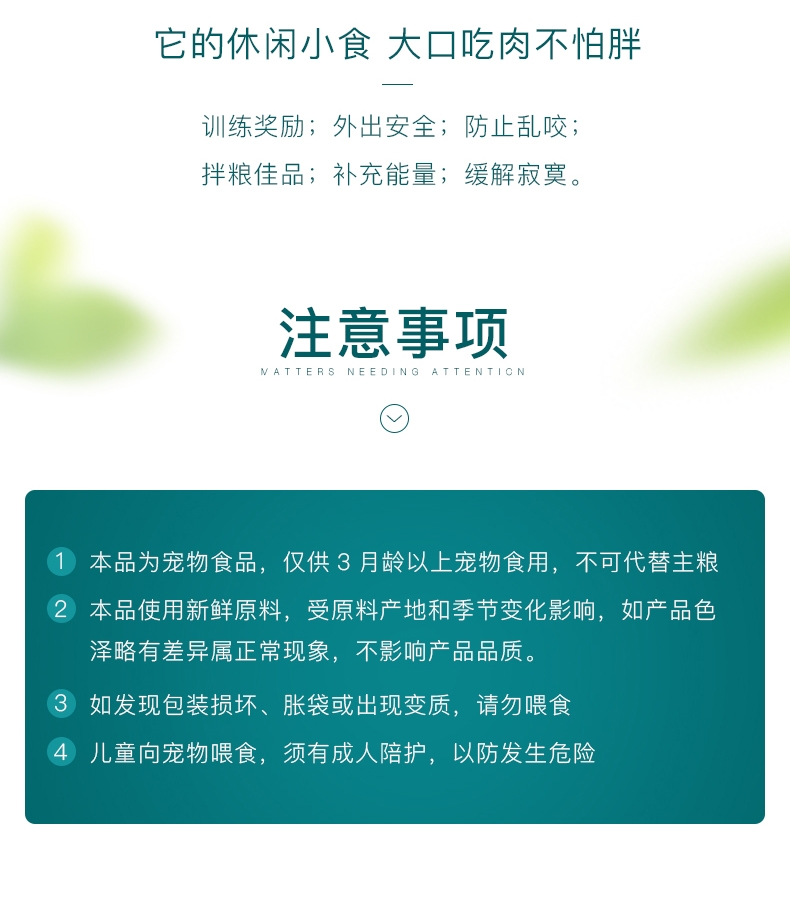 它的休闲小食 大口吃肉不怕胖
训练奖励；外出安全；防止乱咬；
拌粮佳品；补充能量；缓解寂寞。
注意事项
MATTERS NEEDING ATTENTION
1 本品为宠物食品，仅供 3 月龄以上宠物食用，不可代替主粮
2 本品使用新鲜原料，受原料产地和季节变化影响，如产品色
泽略有差异属正常现象，不影响产品品质。
3 如发现包装损坏、胀袋或出现变质，请勿喂食
4 儿童向宠物喂食，须有成人陪护，以防发生危险